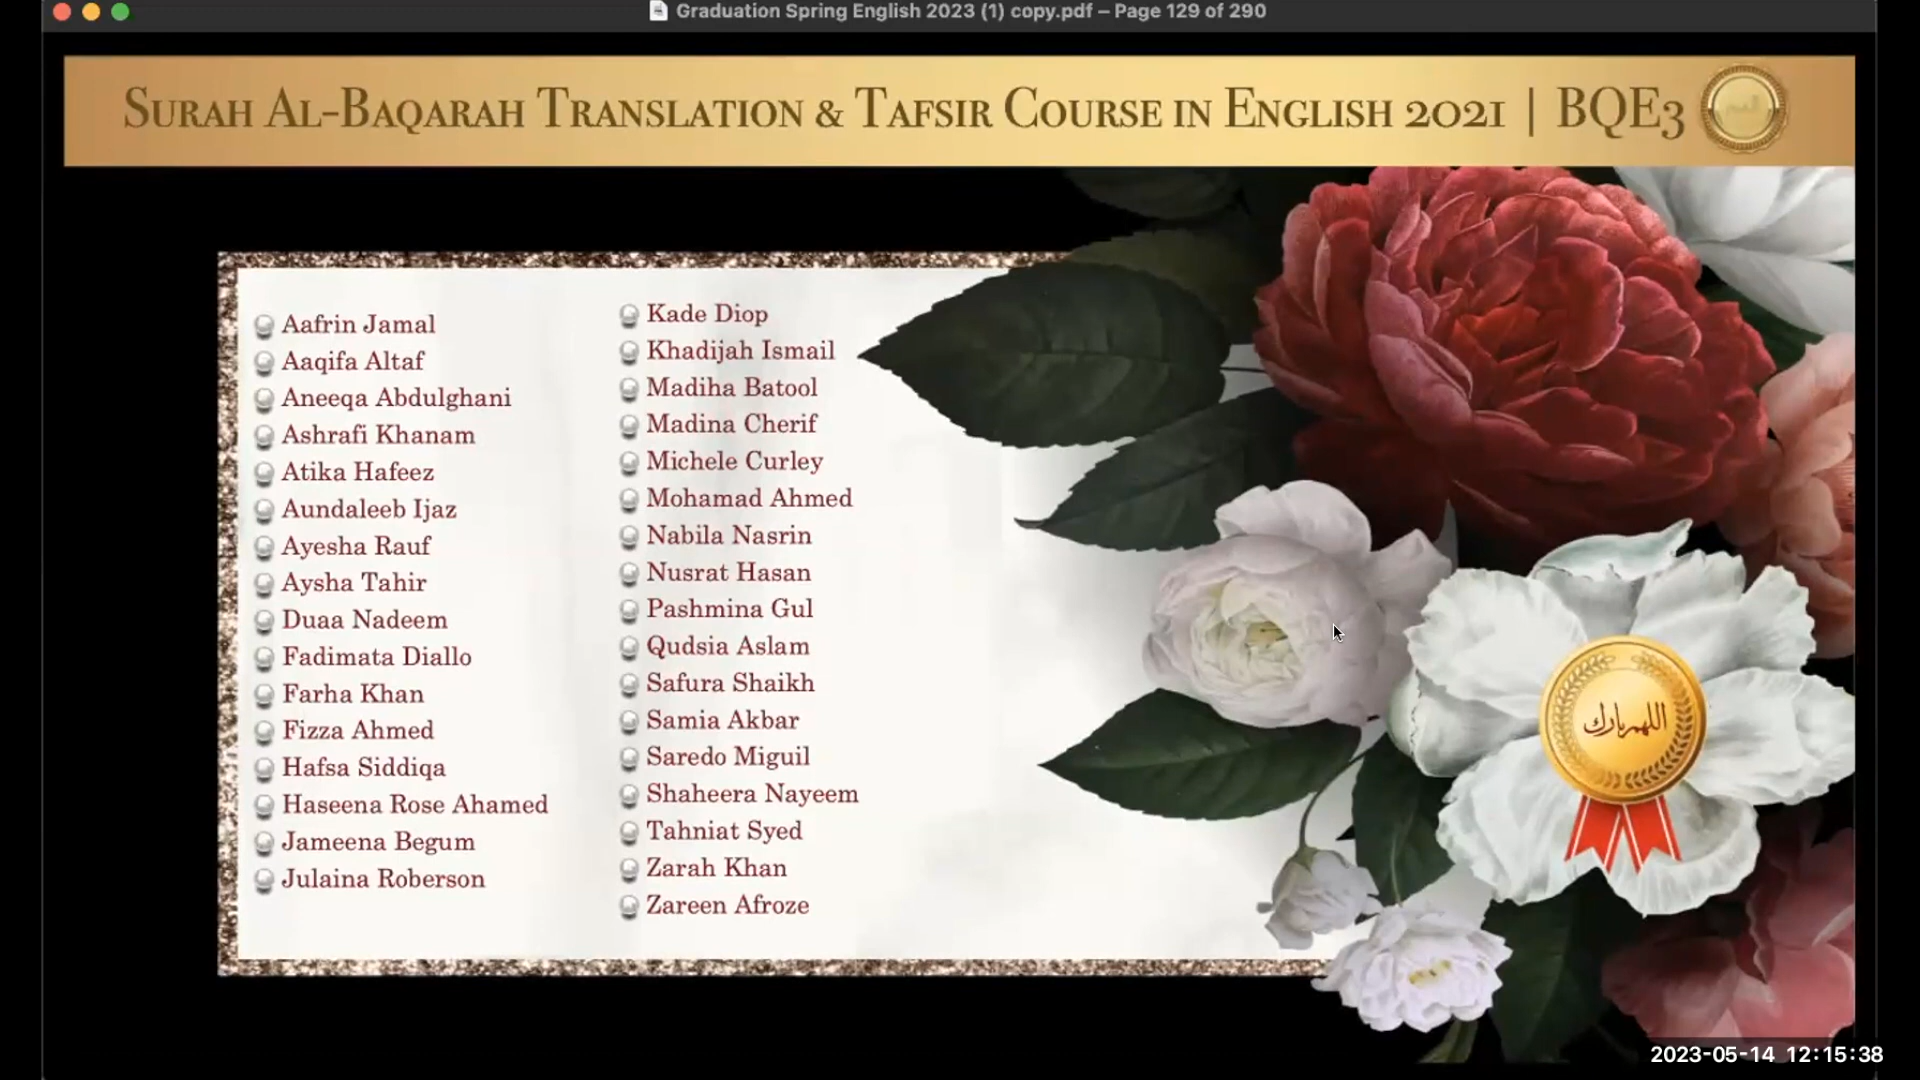 Graduation Spring English 2023 (1) copy.pdf – Page 129 of 290
Surah Al-Baqarah Translation & Tafsir Course in English 2021 | BQE3
Aafrin Jamal
Aaqifa Altaf
Aneeqa Abdulghani
Ashrafi Khanam
Atika Hafeez
Aundaleeb Ijaz
Ayesha Rauf
Aysha Tahir
Duaa Nadeem
Fadimata Diallo
Farha Khan
Fizza Ahmed
Hafsa Siddiqa
Haseena Rose Ahamed
Jameena Begum
Julaina Roberson
Kade Diop
Khadijah Ismail
Madiha Batool
Madina Cherif
Michele Curley
Mohamad Ahmed
Nabila Nasrin
Nusrat Hasan
Pashmina Gul
Qudsia Aslam
Safura Shaikh
Samia Akbar
Saredo Miguil
Shaheera Nayeem
Tahniat Syed
Zarah Khan
Zareen Afroze
اللهم بارك
2023-05-14 12:15:38